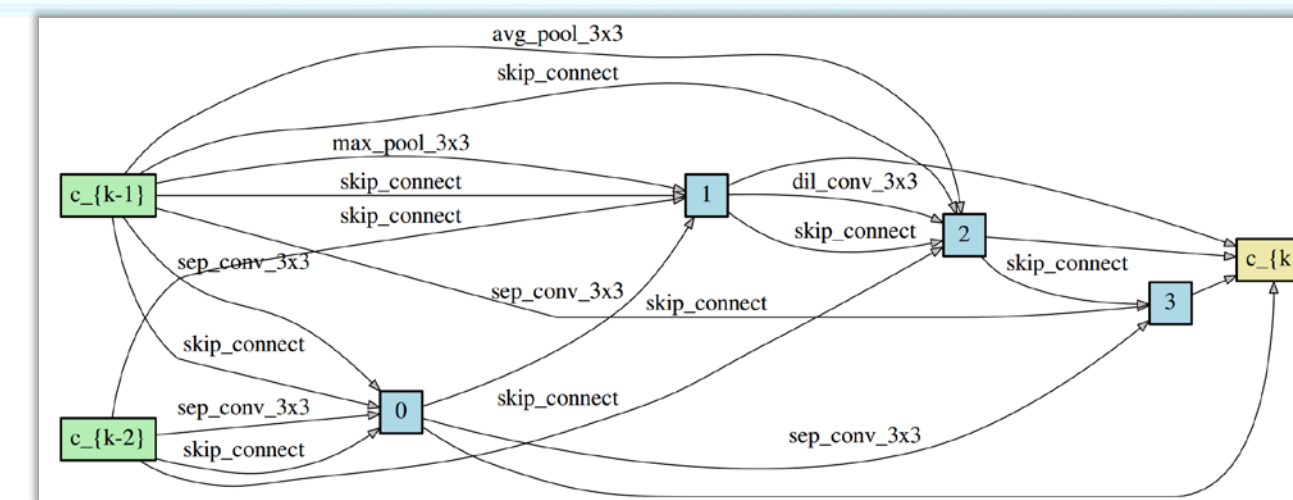 avg_pool_3x3
skip_connect
max_pool_3x3
skip_connect
c_{k-1}
1
dil_conv_3x3
skip_connect
skip_connect
2
sep_conv_3x3
skip_connect
c_{k
sep_conv_3x3
skip_connect
3
skip_connect
skip_connect
sep_conv_3x3
0
c_{k-2}
sep_conv_3x3
skip_connect